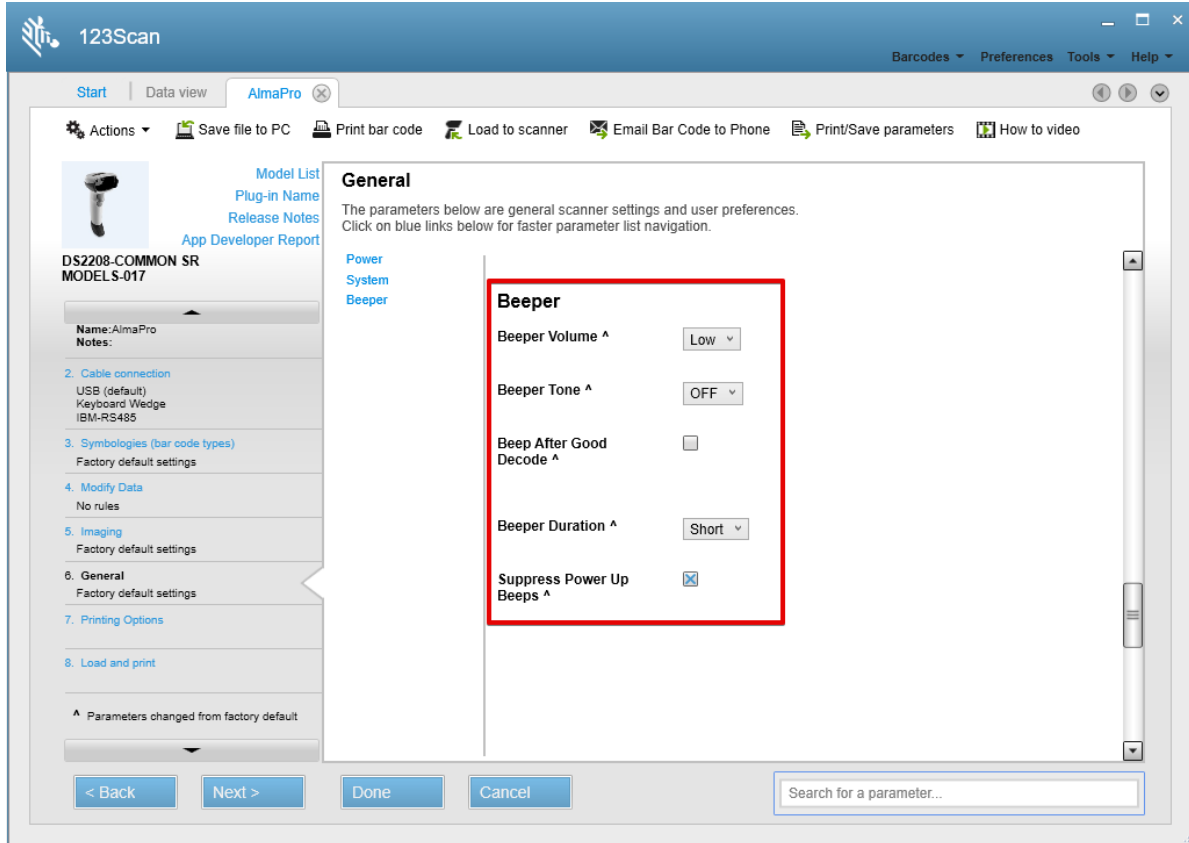 123Scan
Barcodes Preferences Tools Help
Start Data view AlmaPro
Actions Save file to PC Print bar code Load to scanner Email Bar Code to Phone Print/Save parameters How to video
Model List
Plug-in Name
Release Notes
App Developer Report
DS2208-COMMON SR
MODELS-017
Name:AlmaPro
Notes:
2. Cable connection
USB (default)
Keyboard Wedge
IBM-RS485
3. Symbologies (bar code types)
Factory default settings
4. Modify Data
No rules
5. Imaging
Factory default settings
6. General
Factory default settings
7. Printing Options
8. Load and print
^ Parameters changed from factory default
General
The parameters below are general scanner settings and user preferences.
Click on blue links below for faster parameter list navigation.
Power
System
Beeper
Beeper
Beeper Volume ^ Low
Beeper Tone ^ OFF
Beep After Good
Decode ^
Beeper Duration ^ Short
Suppress Power Up
Beeps ^
< Back Next > Done Cancel
Search for a parameter...